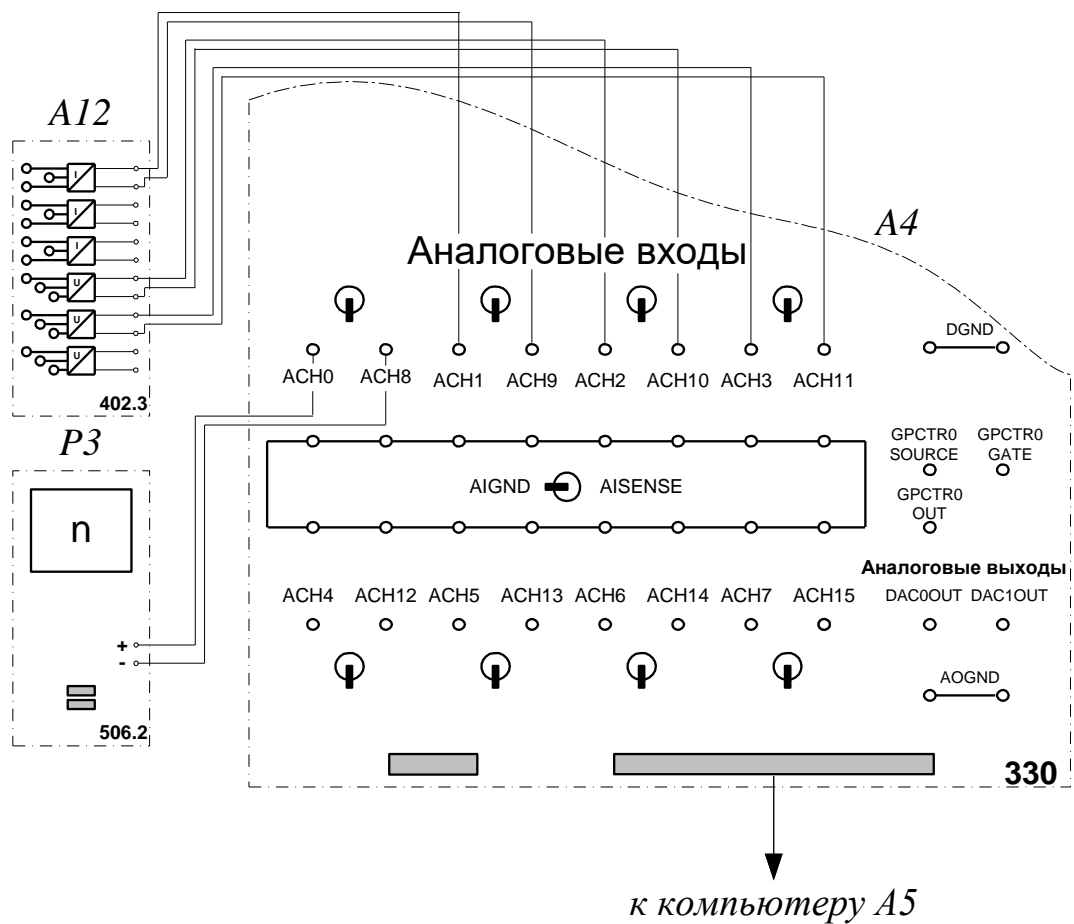 A12
I
I
I
U
U
U
402.3
P3
n
+
-
506.2
A4
Аналоговые входы
ACH0 ACH8 ACH1 ACH9 ACH2 ACH10 ACH3 ACH11
DGND
AIGND AISENSE
GPCTR0 SOURCE
GPCTR0 GATE
GPCTR0 OUT
Аналоговые выходы
DAC0OUT DAC1OUT
ACH4 ACH12 ACH5 ACH13 ACH6 ACH14 ACH7 ACH15
AOGND
330
к компьютеру A5